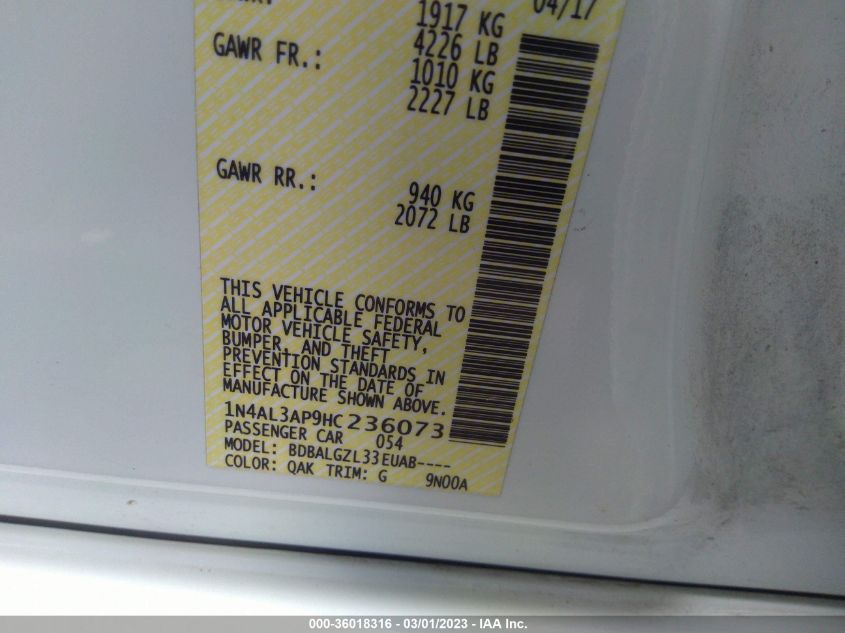 04/17
1917 KG
4226 LB
GAWR FR.:
1010 KG
2227 LB
GAWR RR.:
940 KG
2072 LB
THIS VEHICLE CONFORMS TO
ALL APPLICABLE FEDERAL
MOTOR VEHICLE SAFETY,
BUMPER, AND THEFT
PREVENTION STANDARDS IN
EFFECT ON THE DATE OF
MANUFACTURE SHOWN ABOVE.
1N4AL3AP9HC236073
PASSENGER CAR 054
MODEL: BDBALGZL33EUAB----
COLOR: QAK TRIM: G 9N00A
000-36018316 - 03/01/2023 - IAA Inc.